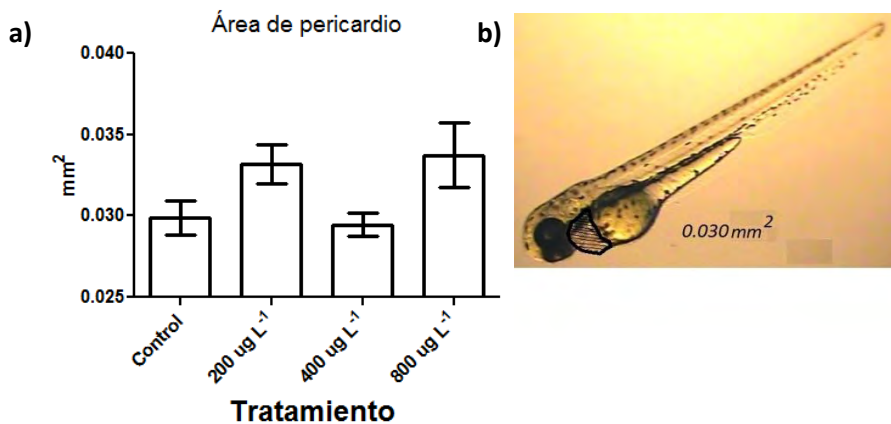 a)
Área de pericardio
mm²
0.040
0.035
0.030
0.025
Control
200 ug L⁻¹
400 ug L⁻¹
800 ug L⁻¹
Tratamiento
b)
0.030 mm²